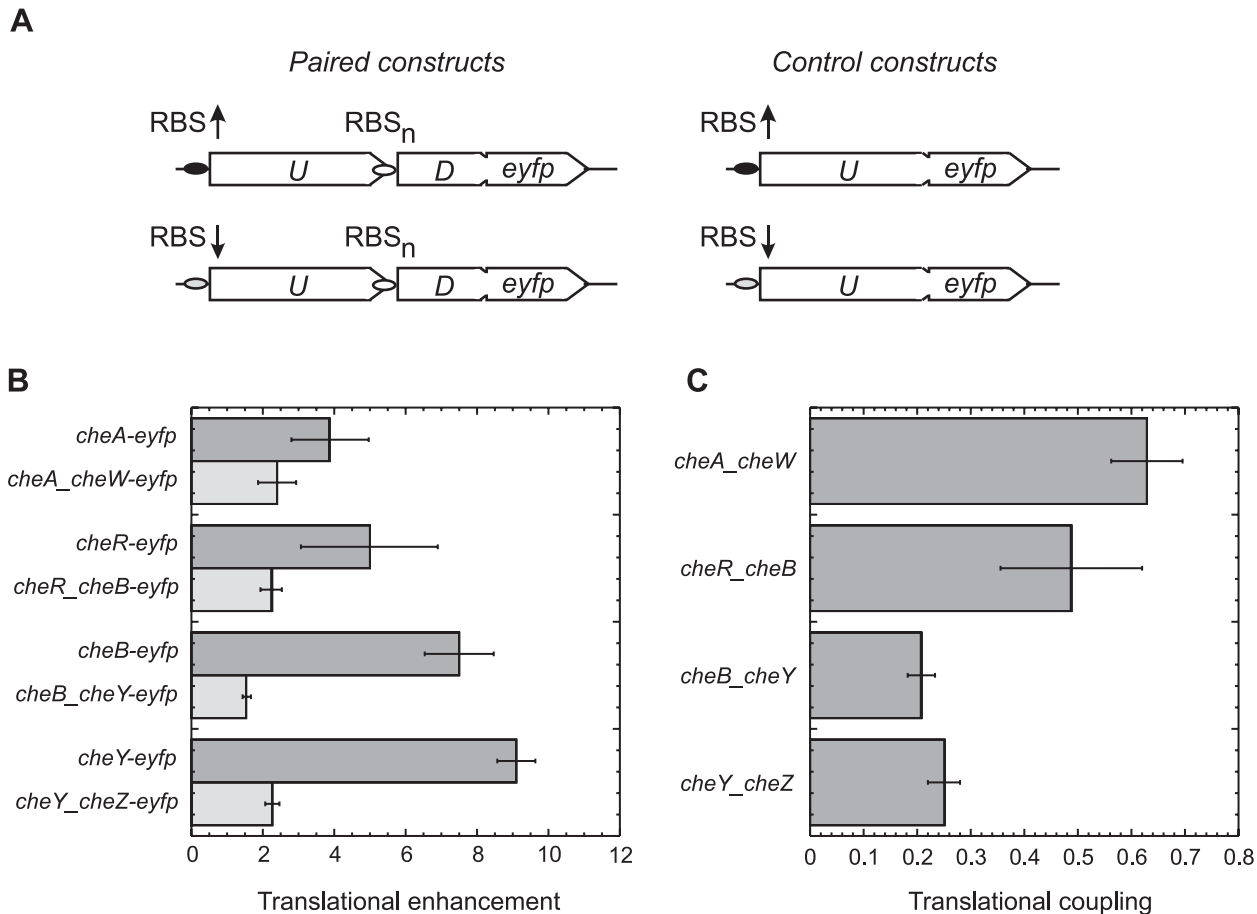 A
Paired constructs
Control constructs
RBS RBSn
U D eyfp
RBS
U eyfp
RBS RBSn
U D eyfp
RBS
U eyfp
B
cheA-eyfp
cheA_cheW-eyfp
cheR-eyfp
cheR_cheB-eyfp
cheB-eyfp
cheB_cheY-eyfp
cheY-eyfp
cheY_cheZ-eyfp
0 2 4 6 8 10 12
Translational enhancement
C
cheA_cheW
cheR_cheB
cheB_cheY
cheY_cheZ
0 0.1 0.2 0.3 0.4 0.5 0.6 0.7 0.8
Translational coupling